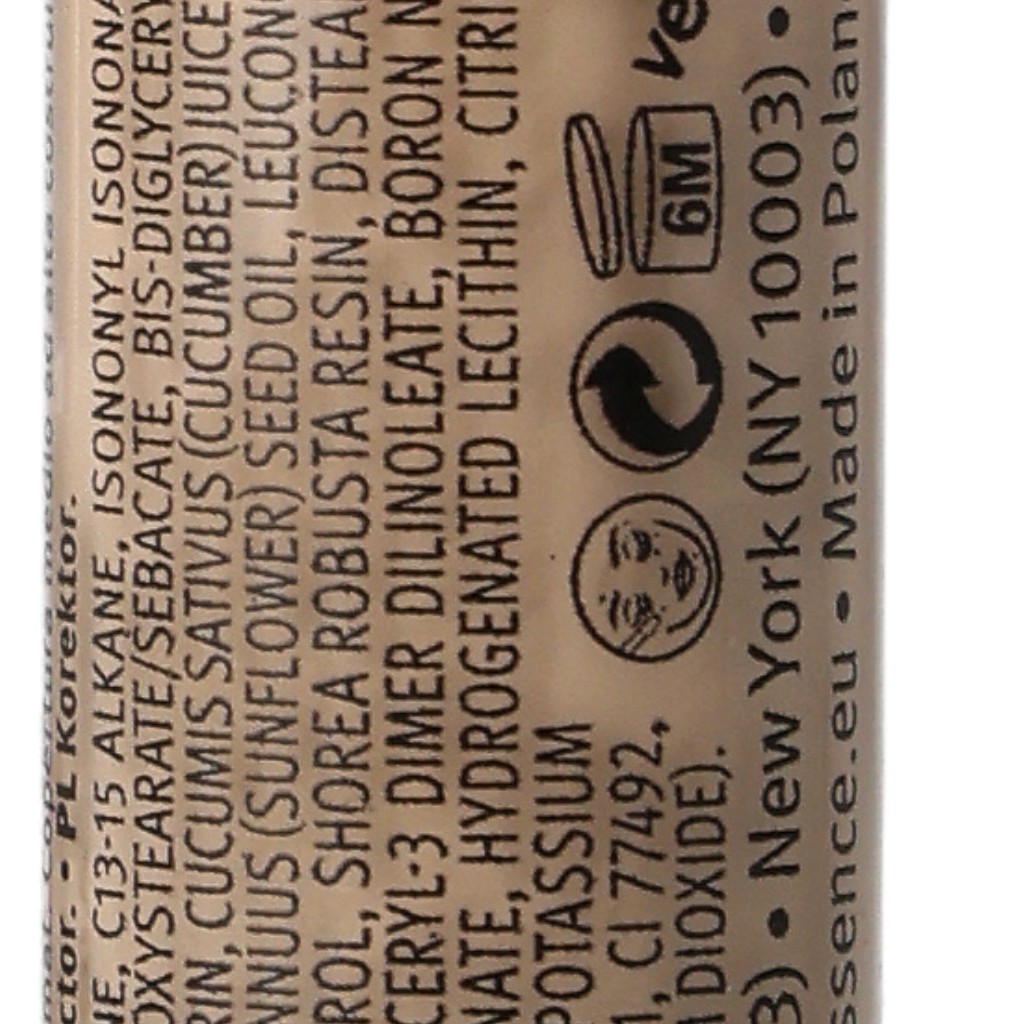 ctor. - PL Korektor.
NE, C13-15 ALKANE, ISONONYL ISONONA
OXYSTEARATE/SEBACATE, BIS-DIGLYCERY
RIN, CUCUMIS SATIVUS (CUCUMBER) JUICE
NNUUS (SUNFLOWER) SEED OIL, LEUCON
ROL, SHOREA ROBUSTA RESIN, DISTEA
CERYL-3 DIMER DILINOLEATE, BORON N
NATE, HYDROGENATED LECITHIN, CITRI
POTASSIUM
, CI 77492,
DIOXIDE).
6M
ve
3) • New York (NY 10003) •
ssence.eu • Made in Polan